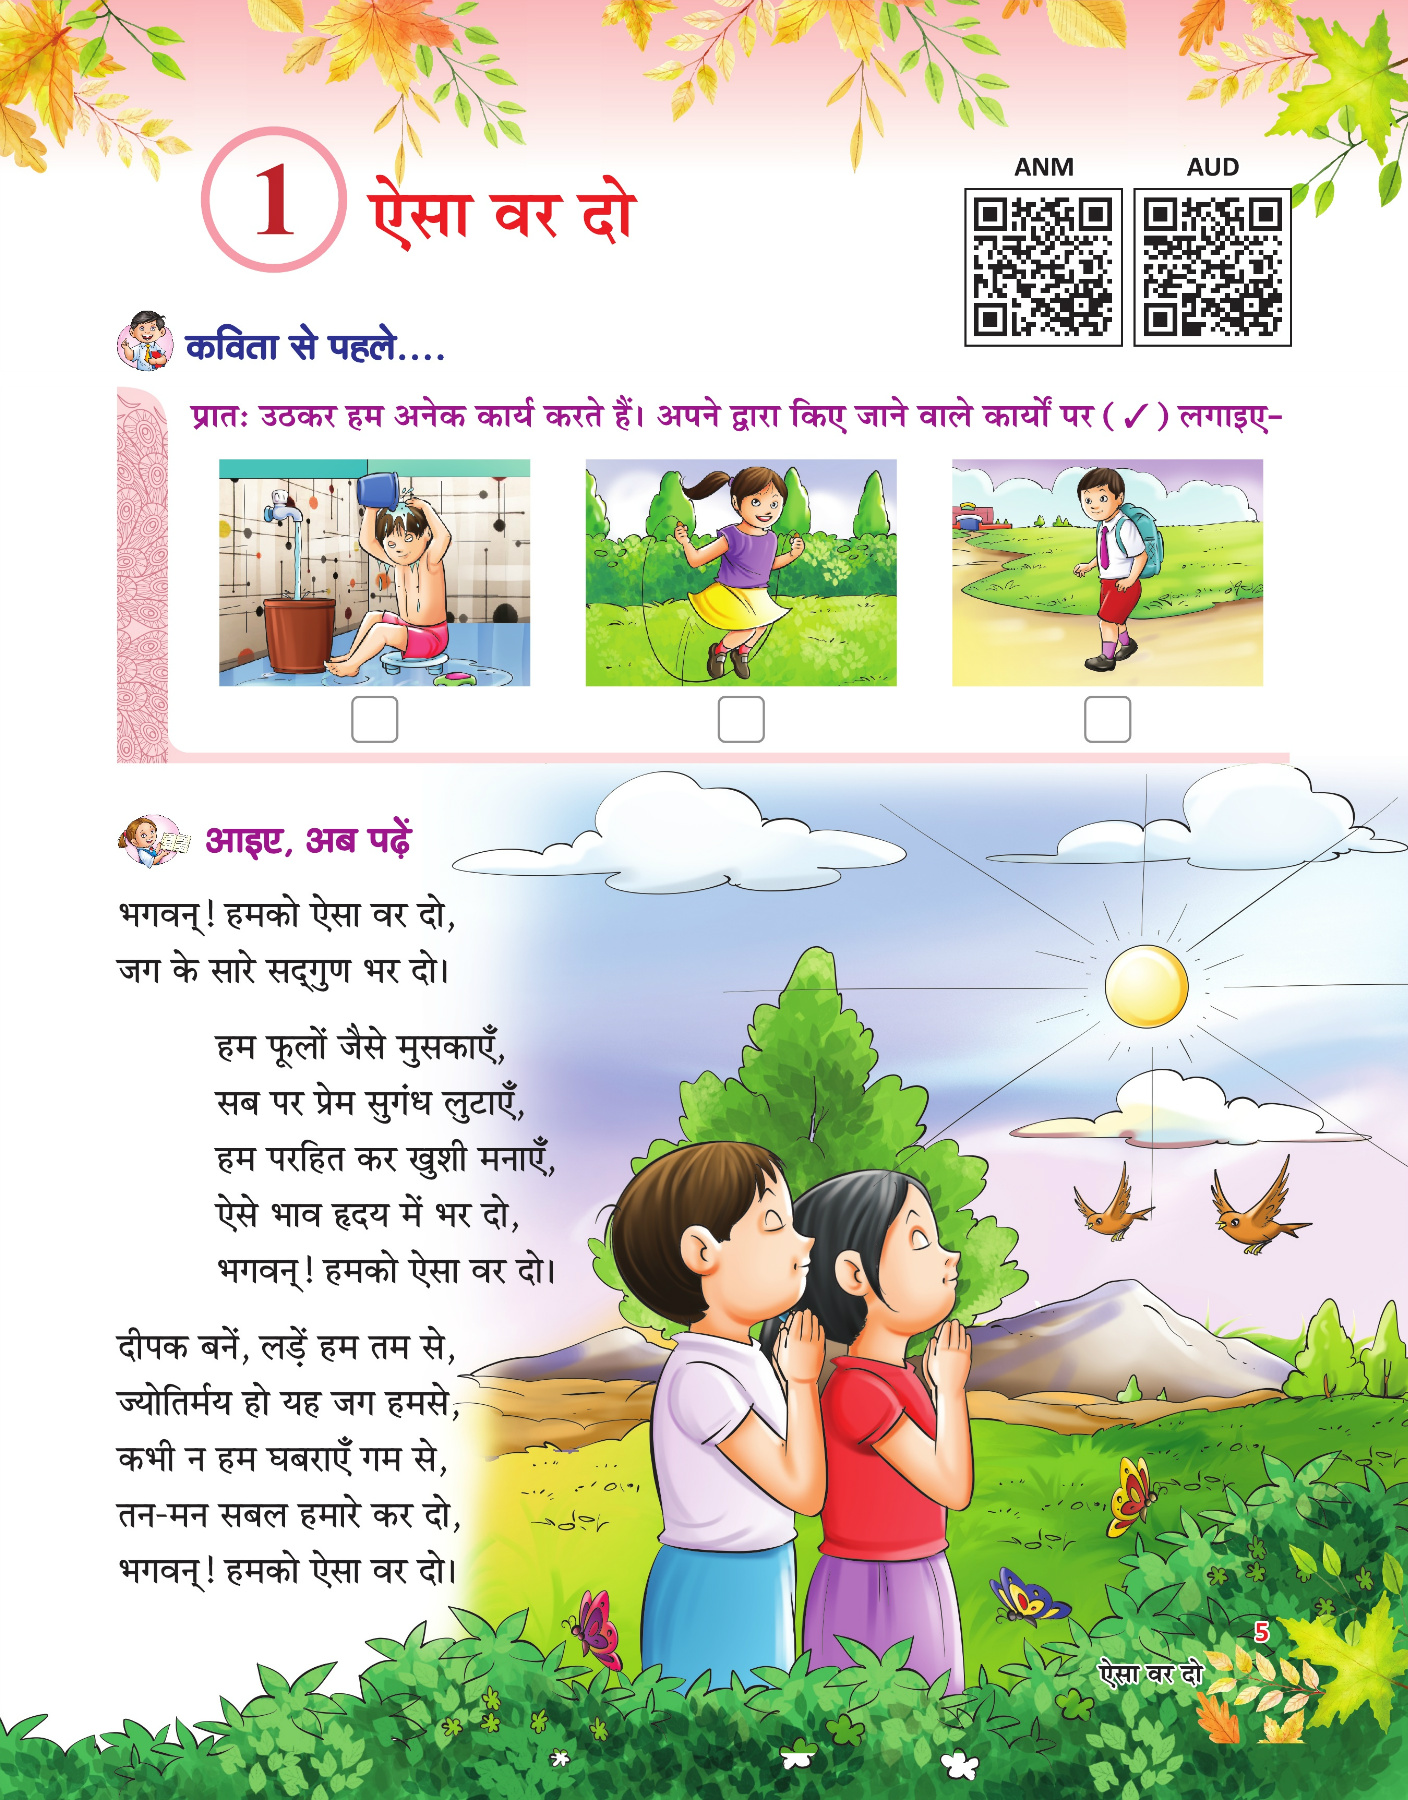 1
ऐसा वर दो
ANM
AUD
कविता से पहले....
प्रातः उठकर हम अनेक कार्य करते हैं। अपने द्वारा किए जाने वाले कार्यों पर (✓) लगाइए-
आइए, अब पढ़ें
भगवन्! हमको ऐसा वर दो,
जग के सारे सद्‌गुण भर दो।
हम फूलों जैसे मुसकाएँ,
सब पर प्रेम सुगंध लुटाएँ,
हम परहित कर खुशी मनाएँ,
ऐसे भाव हृदय में भर दो,
भगवन्! हमको ऐसा वर दो।
दीपक बनें, लड़ें हम तम से,
ज्योतिर्मय हो यह जग हमसे,
कभी न हम घबराएँ गम से,
तन-मन सबल हमारे कर दो,
भगवन्! हमको ऐसा वर दो।
5
ऐसा वर दो